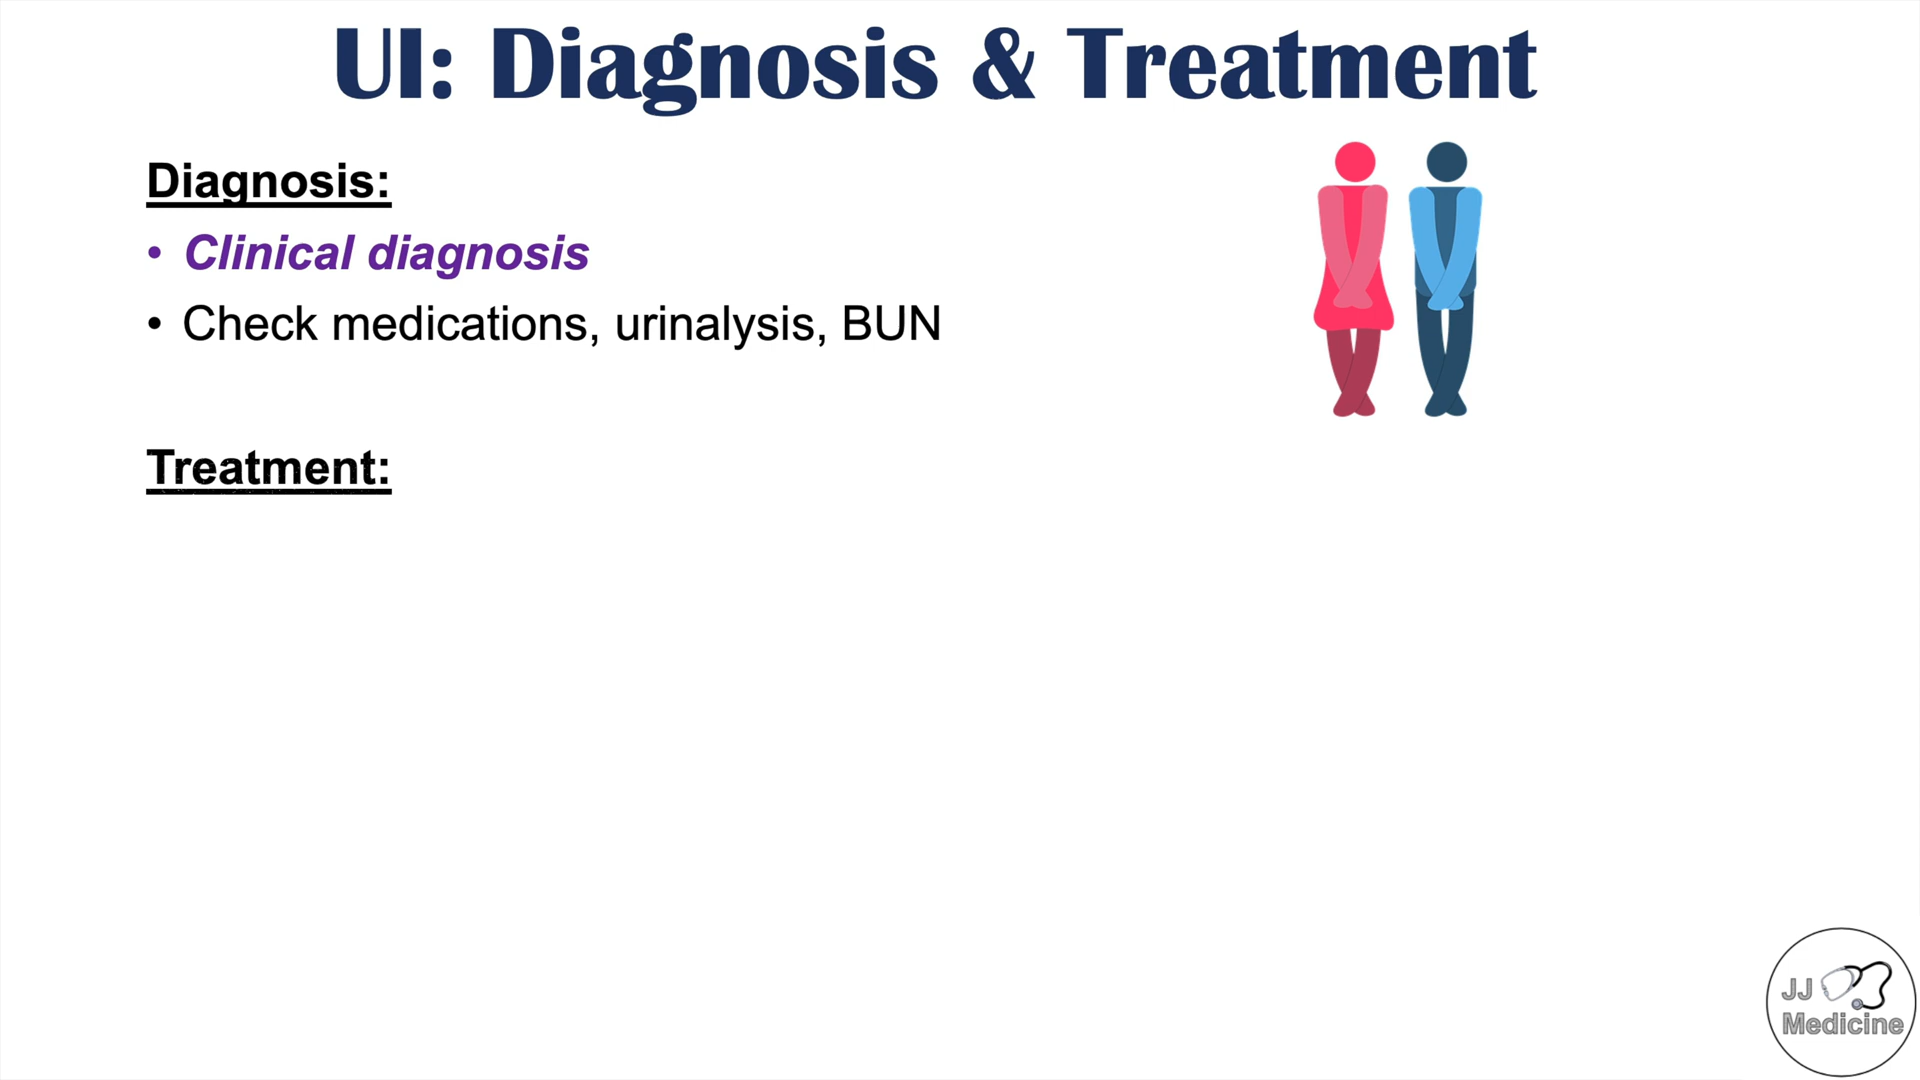 UI: Diagnosis & Treatment
Diagnosis:
• Clinical diagnosis
• Check medications, urinalysis, BUN
Treatment:
JJ
Medicine